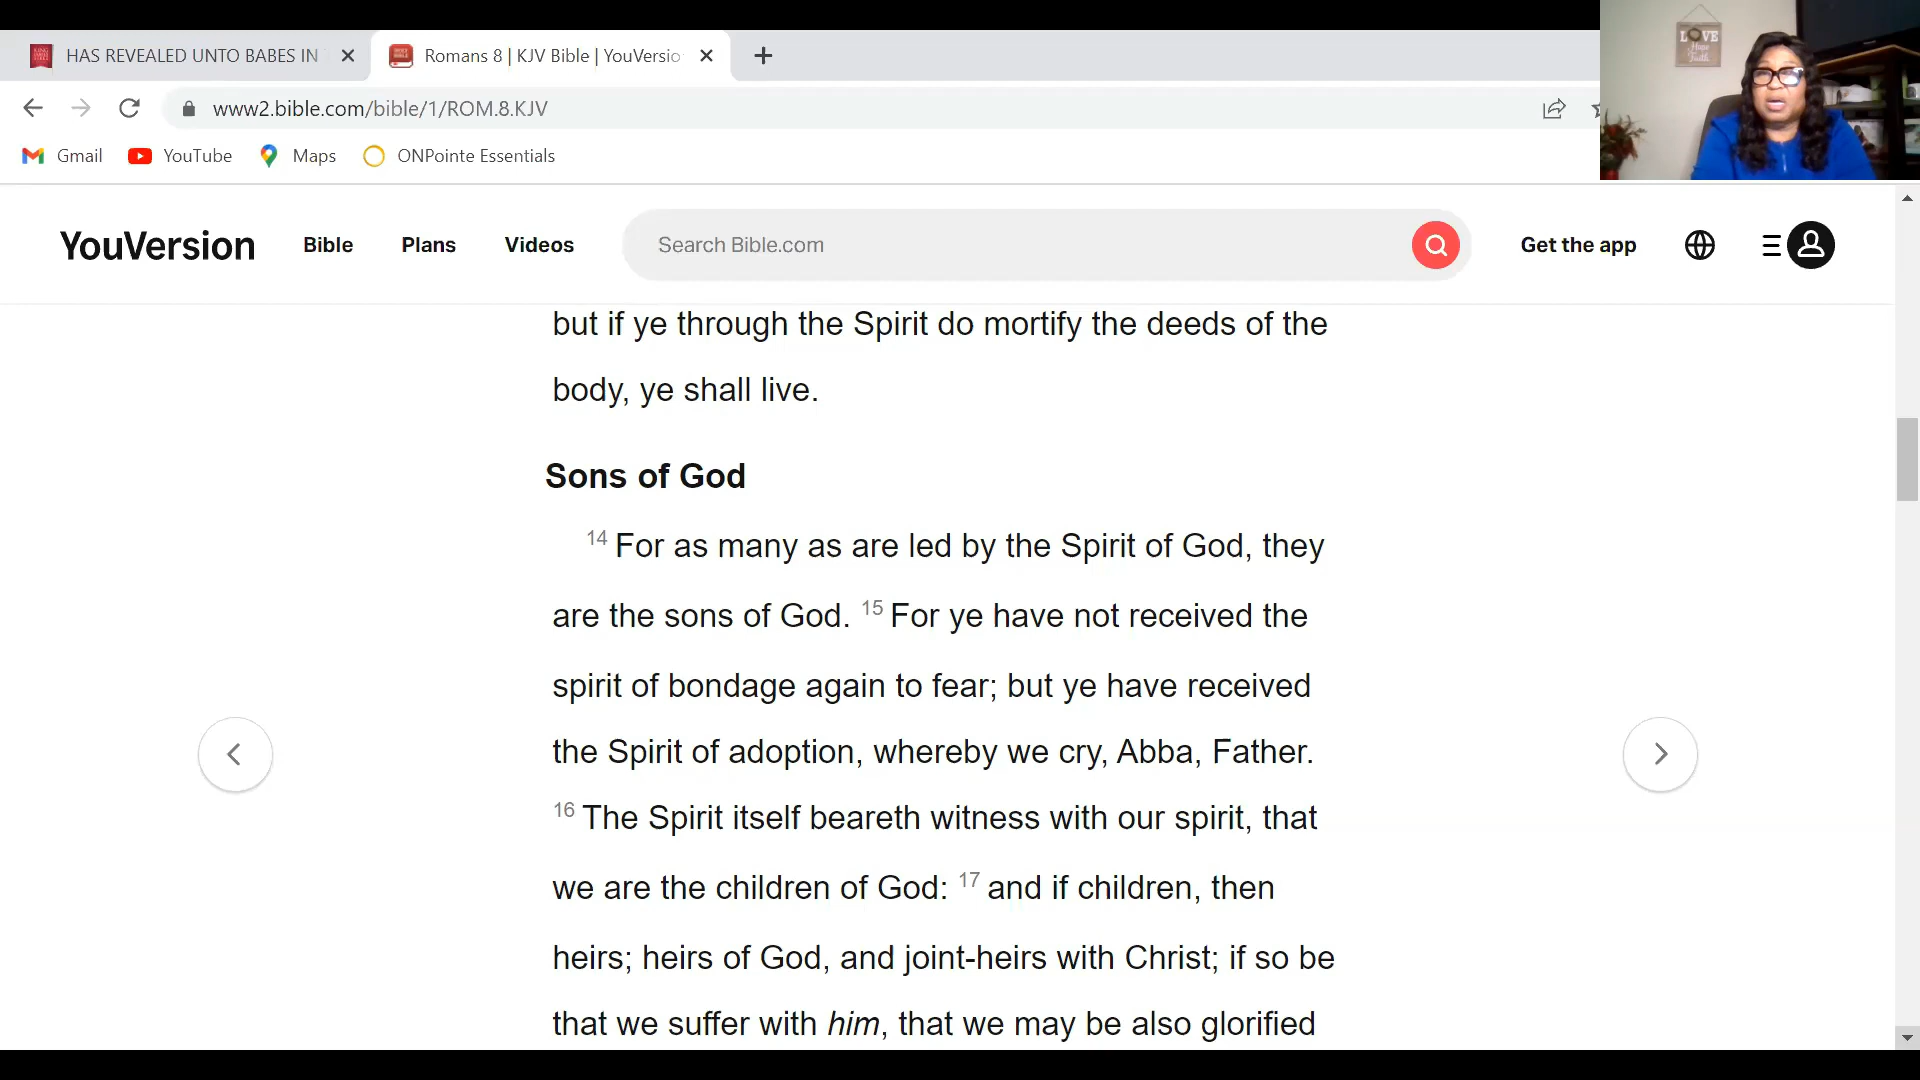 HAS REVEALED UNTO BABES IN
Romans 8 | KJV Bible | YouVersio
www2.bible.com/bible/1/ROM.8.KJV
Gmail
YouTube
Maps
ONPointe Essentials
LOVE
Hope
Faith
YouVersion
Bible
Plans
Videos
Search Bible.com
Get the app
but if ye through the Spirit do mortify the deeds of the
body, ye shall live.
Sons of God
14 For as many as are led by the Spirit of God, they
are the sons of God. 15 For ye have not received the
spirit of bondage again to fear; but ye have received
the Spirit of adoption, whereby we cry, Abba, Father.
16 The Spirit itself beareth witness with our spirit, that
we are the children of God: 17 and if children, then
heirs; heirs of God, and joint-heirs with Christ; if so be
that we suffer with him, that we may be also glorified